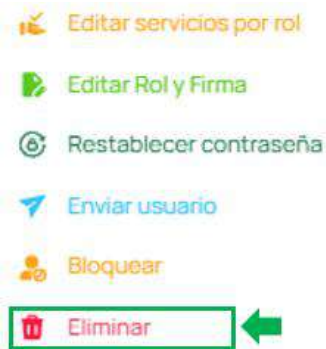 Editar servicios por rol
Editar Rol y Firma
Restablecer contraseña
Enviar usuario
Bloquear
Eliminar